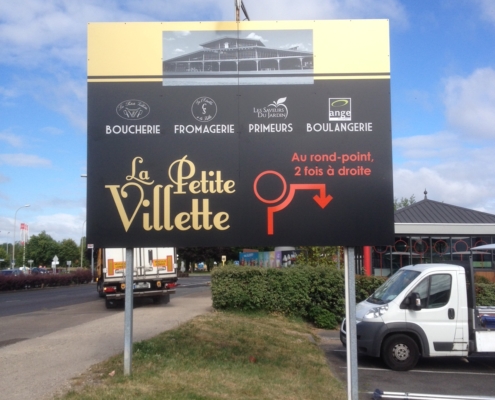 LES SAVEURS
DU JARDIN
ange
BOUCHERIE FROMAGERIE PRIMEURS BOULANGERIE
La Petite
Villette
Au rond-point,
2 fois à droite